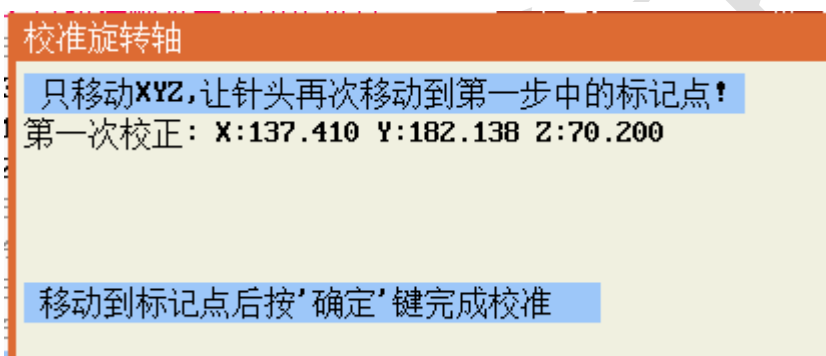 校准旋转轴
只移动XYZ,让针头再次移动到第一步中的标记点!
第一次校正: X:137.410 Y:182.138 Z:70.200
移动到标记点后按'确定'键完成校准